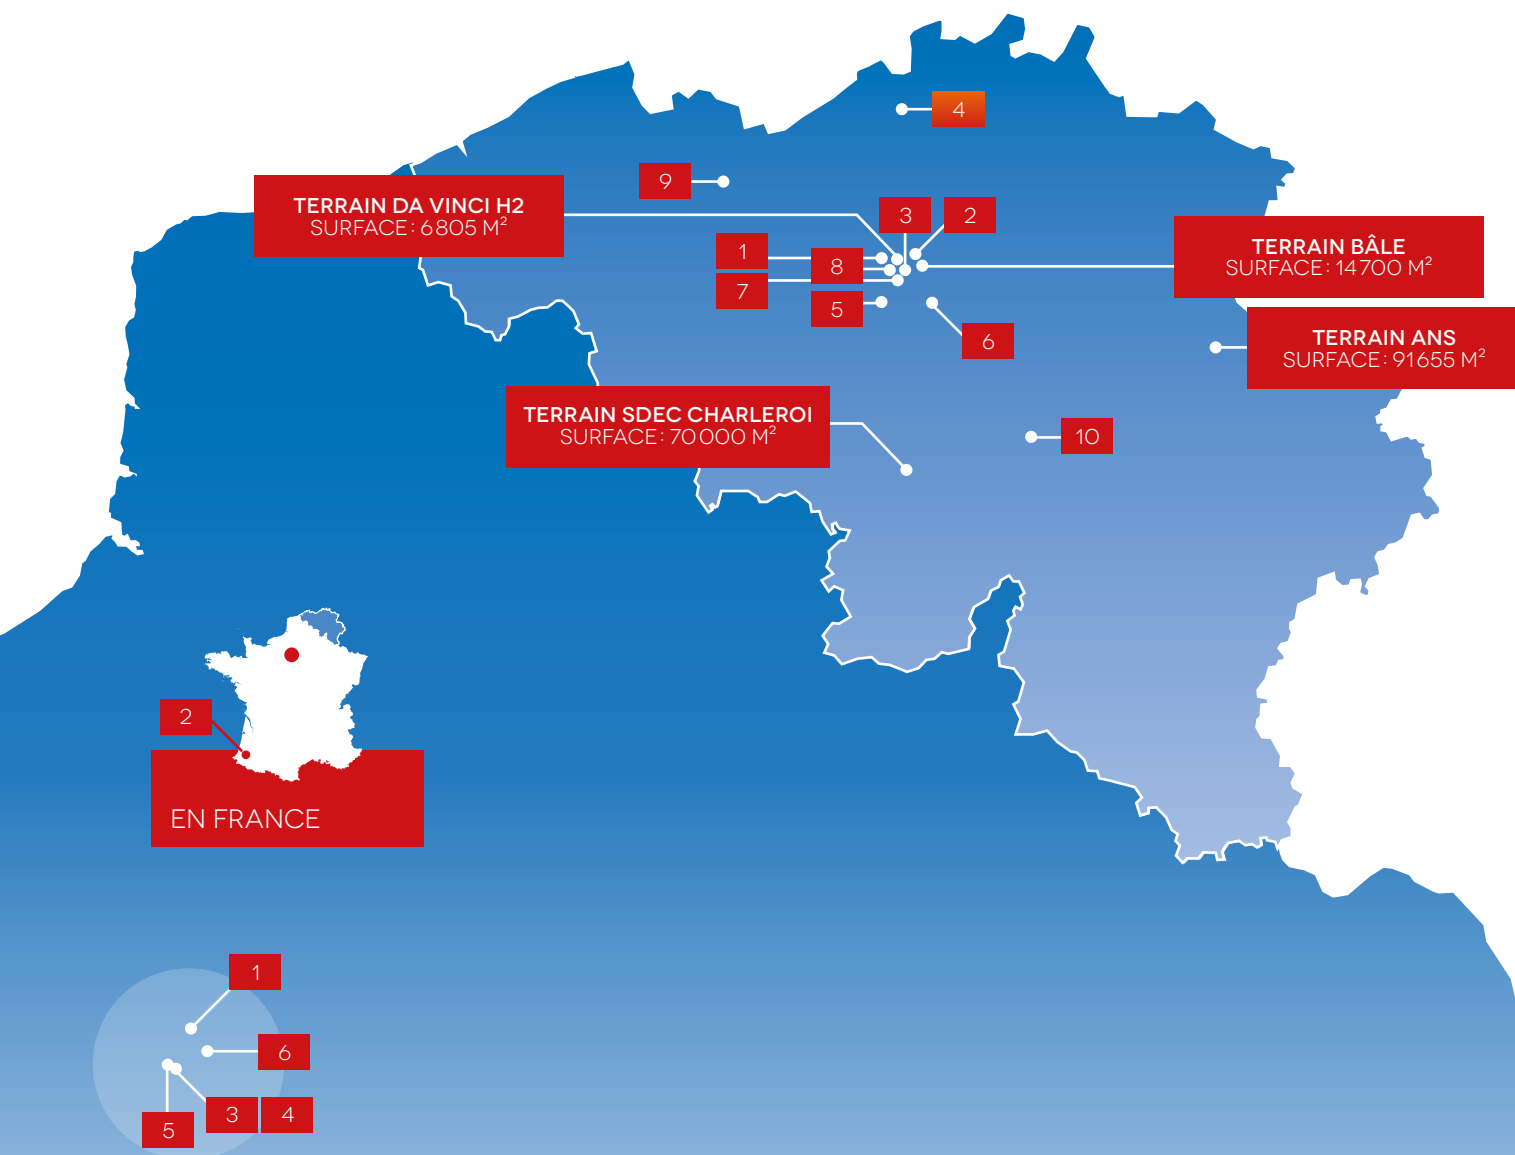 4
9
TERRAIN DA VINCI H2
SURFACE: 6805 M²
3
2
1
8
7
5
6
TERRAIN BÂLE
SURFACE: 14700 M²
TERRAIN ANS
SURFACE: 91655 M²
TERRAIN SDEC CHARLEROI
SURFACE: 70000 M²
10
2
EN FRANCE
1
6
3
4
5